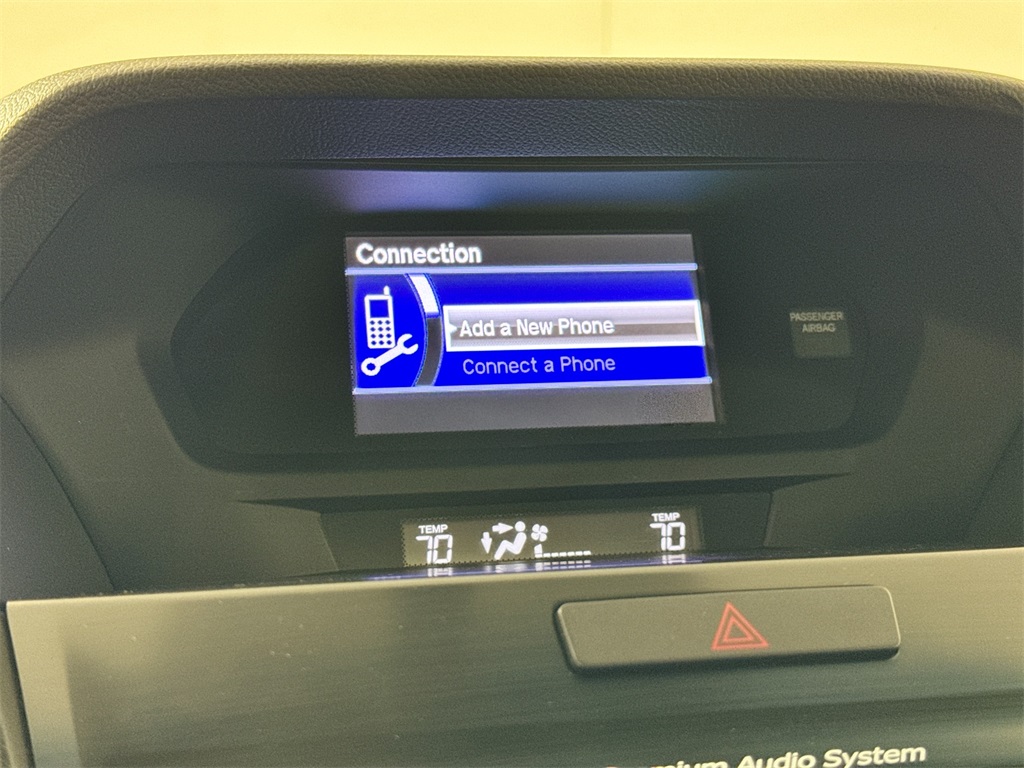 Connection
Add a New Phone
Connect a Phone
PASSENGER
AIRBAG
TEMP
70
TEMP
70
Premium Audio System